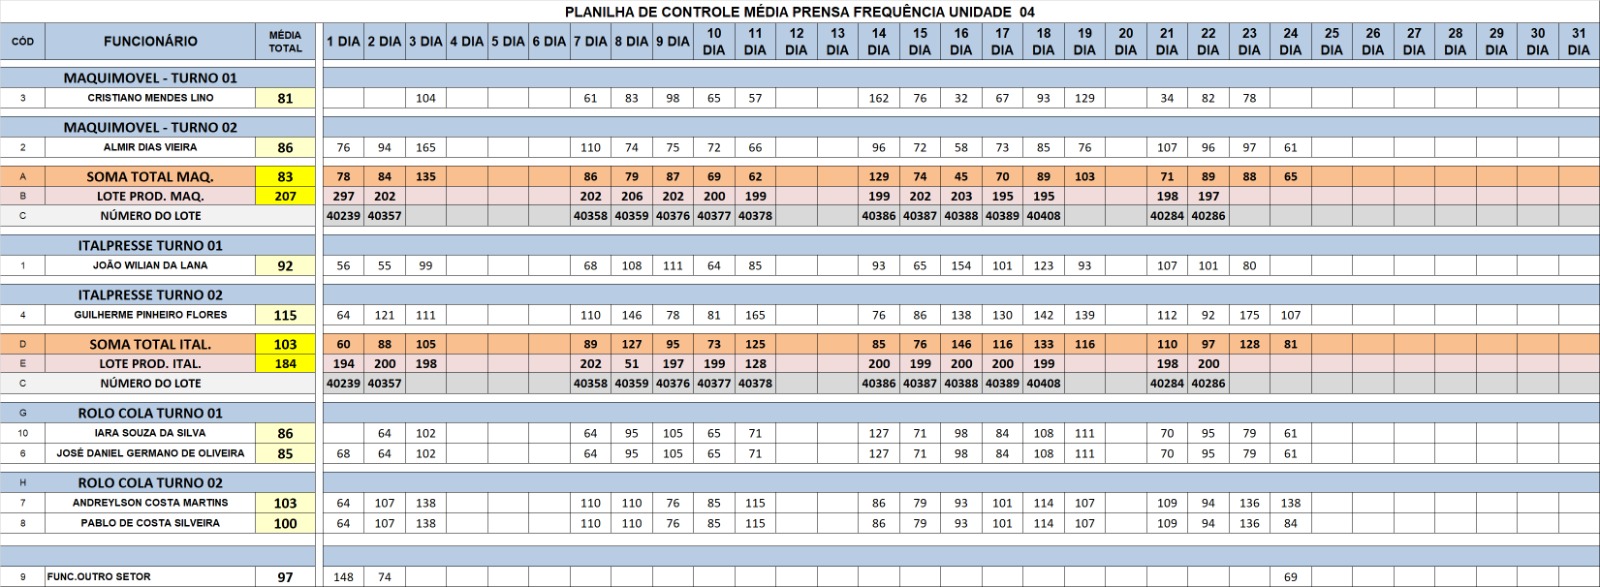 PLANILHA DE CONTROLE MÉDIA PRENSA FREQUÊNCIA UNIDADE 04
CÓD FUNCIONÁRIO MÉDIA TOTAL 1 DIA 2 DIA 3 DIA 4 DIA 5 DIA 6 DIA 7 DIA 8 DIA 9 DIA 10 DIA 11 DIA 12 DIA 13 DIA 14 DIA 15 DIA 16 DIA 17 DIA 18 DIA 19 DIA 20 DIA 21 DIA 22 DIA 23 DIA 24 DIA 25 DIA 26 DIA 27 DIA 28 DIA 29 DIA 30 DIA 31 DIA
MAQUIMOVEL - TURNO 01
3 CRISTIANO MENDES LINO 81 104 61 83 98 65 57 162 76 32 67 93 129 34 82 78
MAQUIMOVEL - TURNO 02
2 ALMIR DIAS VIEIRA 86 76 94 165 110 74 75 72 66 96 72 58 73 85 76 107 96 97 61
A SOMA TOTAL MAQ. 83 78 84 135 86 79 87 69 62 129 74 45 70 89 103 71 89 88 65
B LOTE PROD. MAQ. 207 297 202 202 206 202 200 199 199 202 203 195 195 198 197
C NÚMERO DO LOTE 40239 40357 40358 40359 40376 40377 40378 40386 40387 40388 40389 40408 40284 40286
ITALPRESSE TURNO 01
1 JOÃO WILIAN DA LANA 92 56 55 99 68 108 111 64 85 93 65 154 101 123 93 107 101 80
ITALPRESSE TURNO 02
4 GUILHERME PINHEIRO FLORES 115 64 121 111 110 146 78 81 165 76 86 138 130 142 139 112 92 175 107
D SOMA TOTAL ITAL. 103 60 88 105 89 127 95 73 125 85 76 146 116 133 116 110 97 128 81
E LOTE PROD. ITAL. 184 194 200 198 202 51 197 199 128 200 199 200 200 199 198 200
C NÚMERO DO LOTE 40239 40357 40358 40359 40376 40377 40378 40386 40387 40388 40389 40408 40284 40286
G ROLO COLA TURNO 01
10 IARA SOUZA DA SILVA 86 64 102 64 95 105 65 71 127 71 98 84 108 111 70 95 79 61
6 JOSÉ DANIEL GERMANO DE OLIVEIRA 85 68 64 102 64 95 105 65 71 127 71 98 84 108 111 70 95 79 61
H ROLO COLA TURNO 02
7 ANDREYLSON COSTA MARTINS 103 64 107 138 110 110 76 85 115 86 79 93 101 114 107 109 94 136 138
8 PABLO DE COSTA SILVEIRA 100 64 107 138 110 110 76 85 115 86 79 93 101 114 107 109 94 136 84
9 FUNC.OUTRO SETOR 97 148 74 69